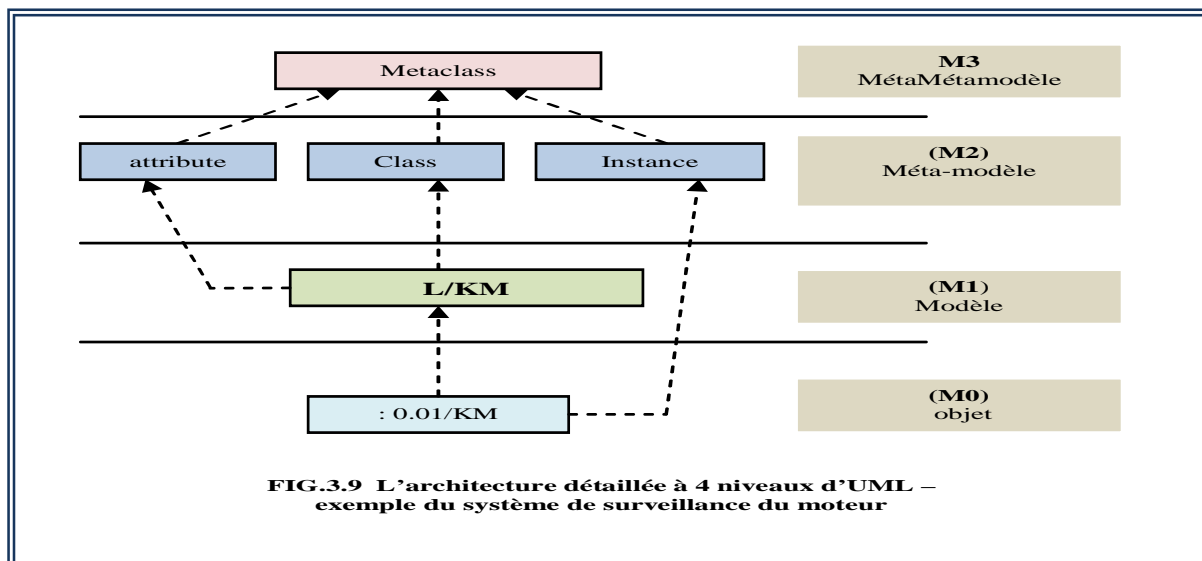 Metaclass
M3
MétaMétamodèle
attribute
Class
Instance
(M2)
Méta-modèle
L/KM
(M1)
Modèle
: 0.01/KM
(M0)
objet
FIG.3.9 L'architecture détaillée à 4 niveaux d'UML –
exemple du système de surveillance du moteur